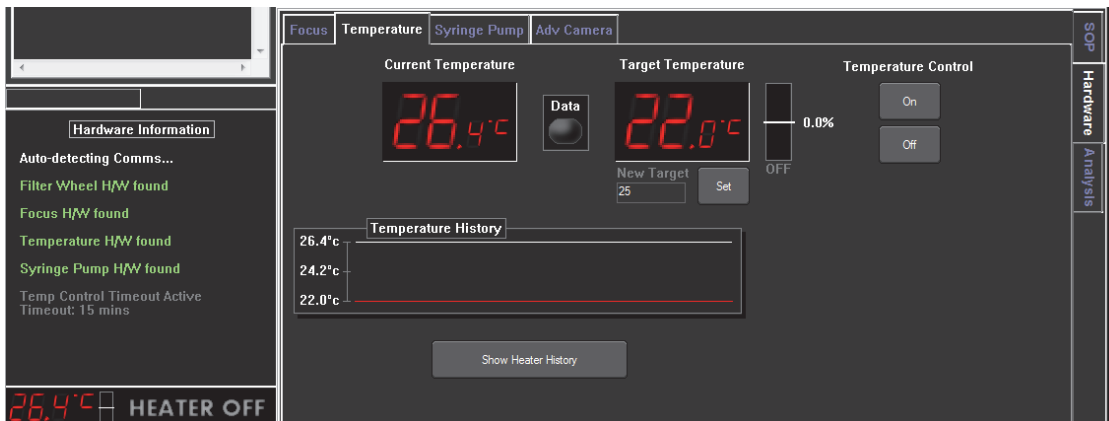 Focus
Temperature
Syringe Pump
Adv Camera
SOP
Hardware
Analysis
Current Temperature
Target Temperature
Temperature Control
26.4°C
Data
22.0°C
0.0%
OFF
On
Off
New Target
25
Set
Temperature History
26.4°c
24.2°c
22.0°c
Show Heater History
Hardware Information
Auto-detecting Comms...
Filter Wheel H/W found
Focus H/W found
Temperature H/W found
Syringe Pump H/W found
Temp Control Timeout Active
Timeout: 15 mins
26.4°C HEATER OFF